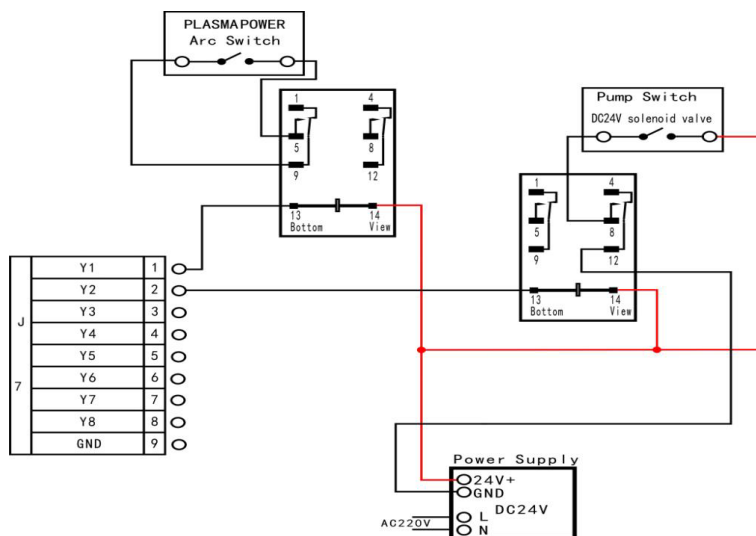 PLASMAPOWER
Arc Switch
1
4
5
8
9
12
13
14
Bottom
View
Pump Switch
DC24V solenoid valve
1
4
5
8
9
12
13
14
Bottom
View
J
7
Y1 1
Y2 2
Y3 3
Y4 4
Y5 5
Y6 6
Y7 7
Y8 8
GND 9
Power Supply
24V+
GND
DC24V
AC220V
L
N